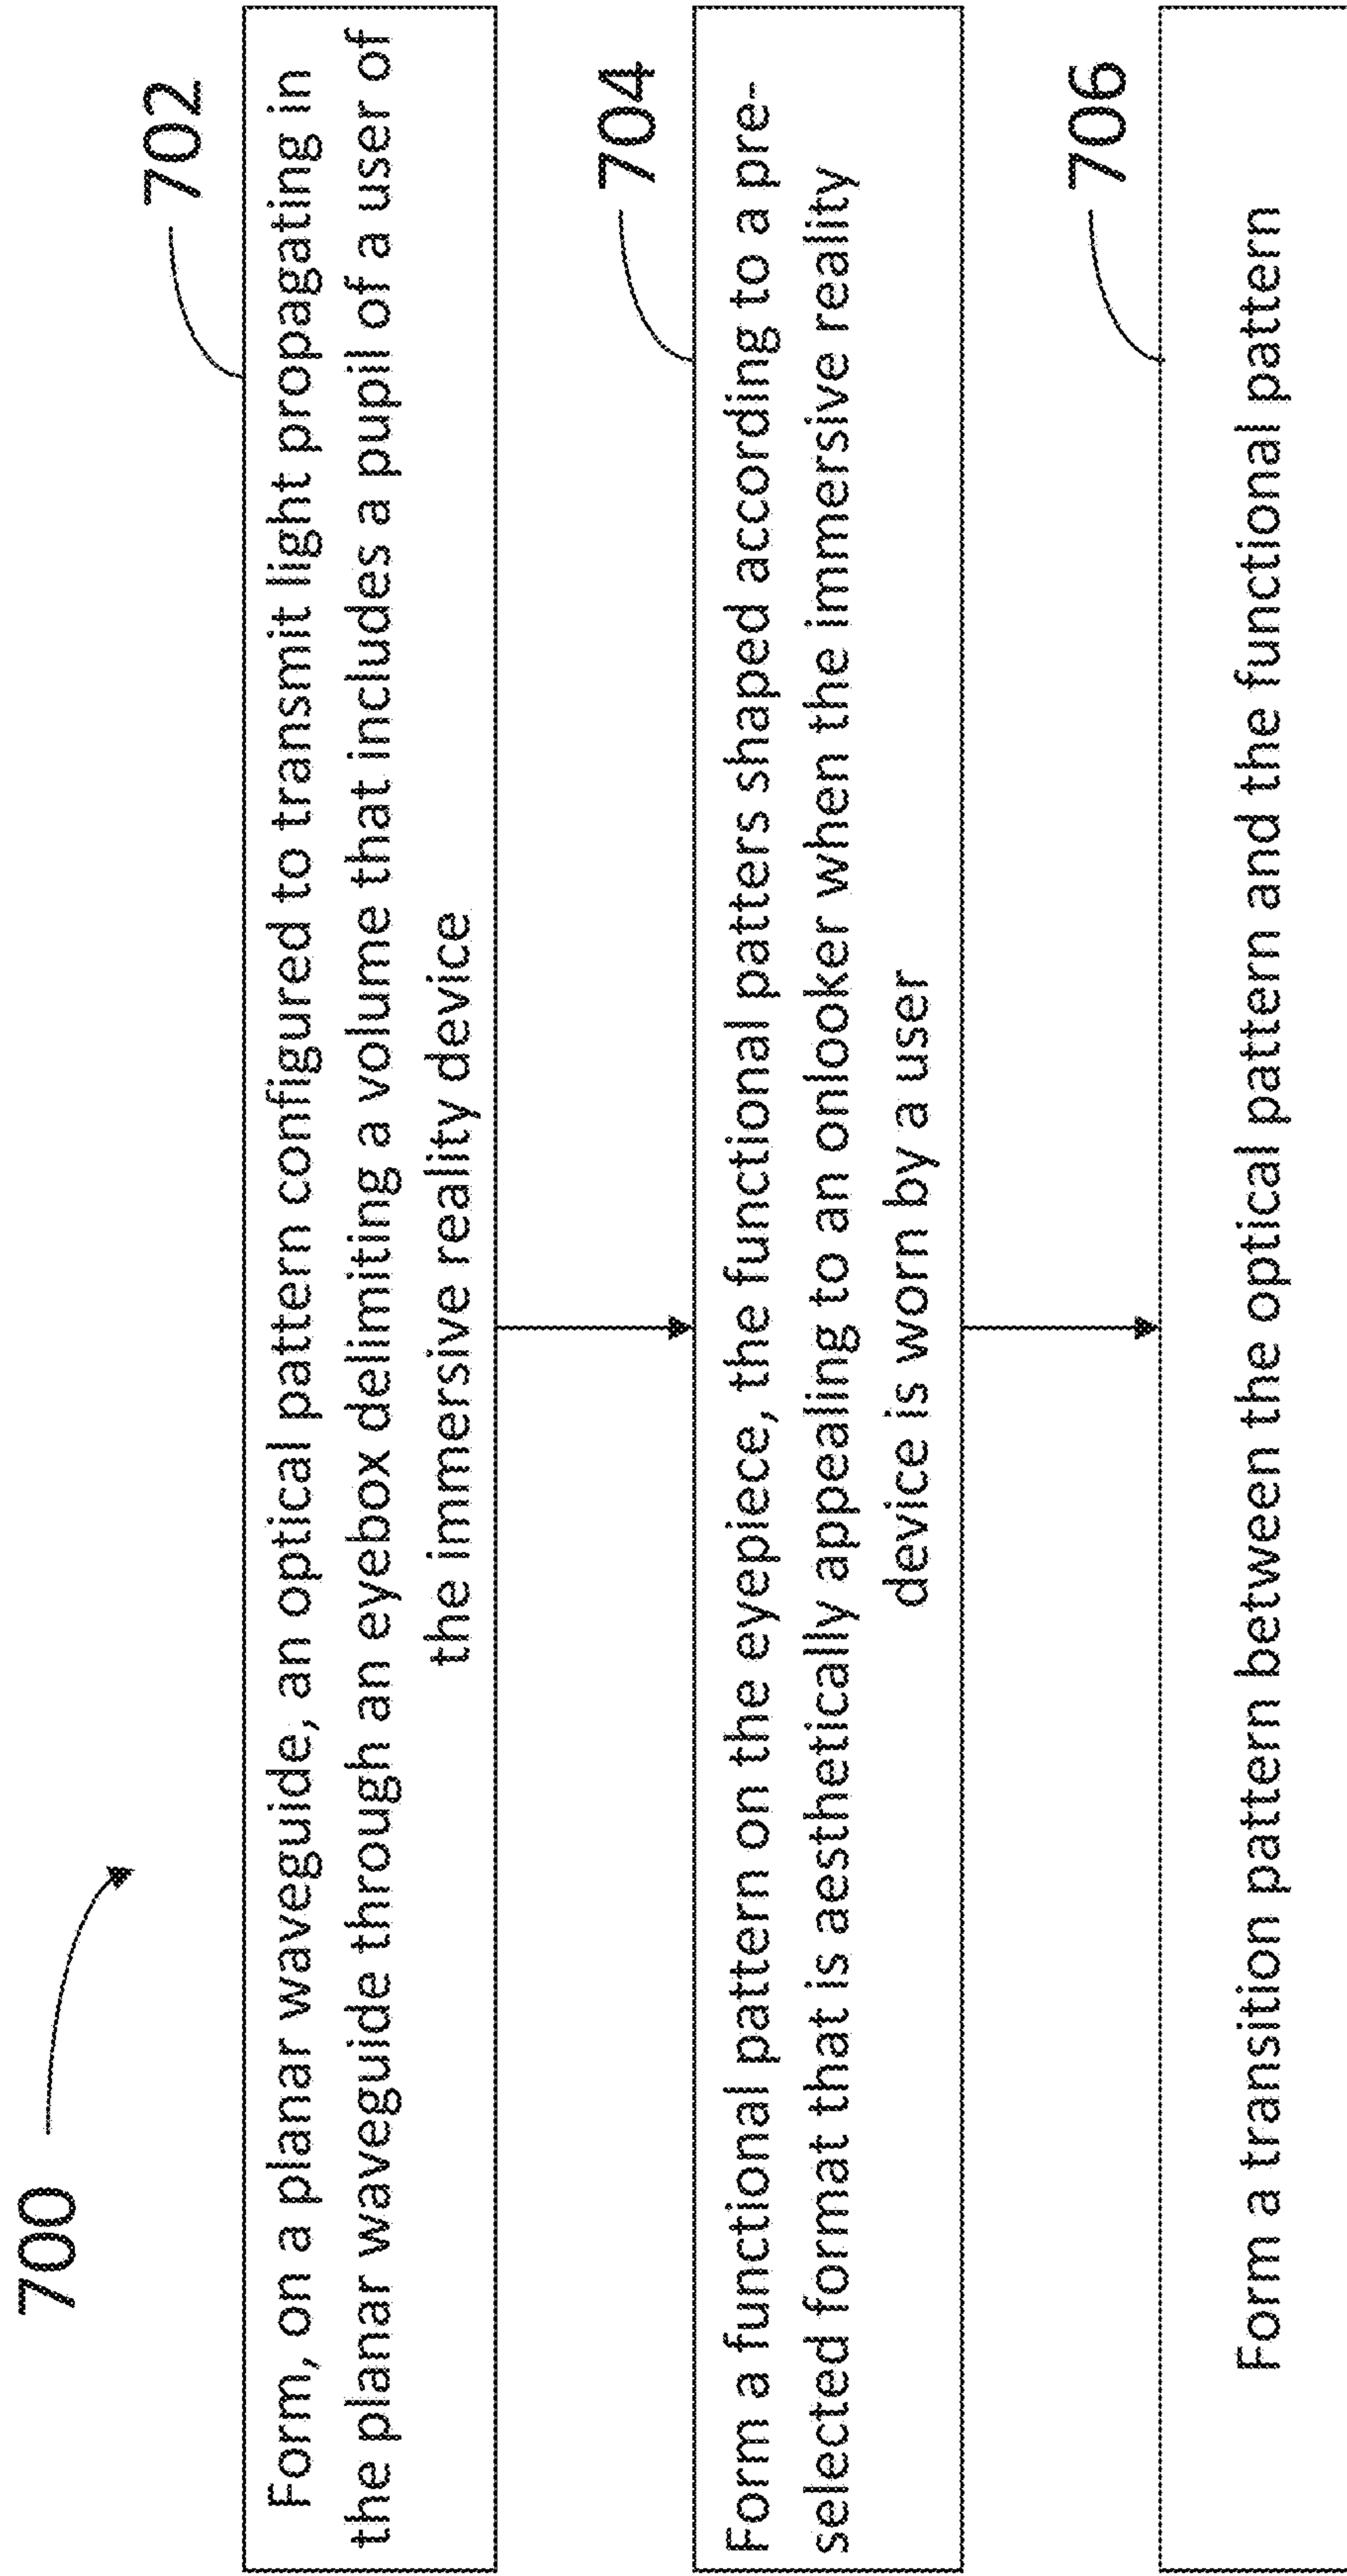 700
702
Form, on a planar waveguide, an optical pattern configured to transmit light propagating in
the planar waveguide through an eyebox delimiting a volume that includes a pupil of a user of
the immersive reality device
704
Form a functional pattern on the eyepiece, the functional patters shaped according to a pre-
selected format that is aesthetically appealing to an onlooker when the immersive reality
device is worn by a user
706
Form a transition pattern between the optical pattern and the functional pattern